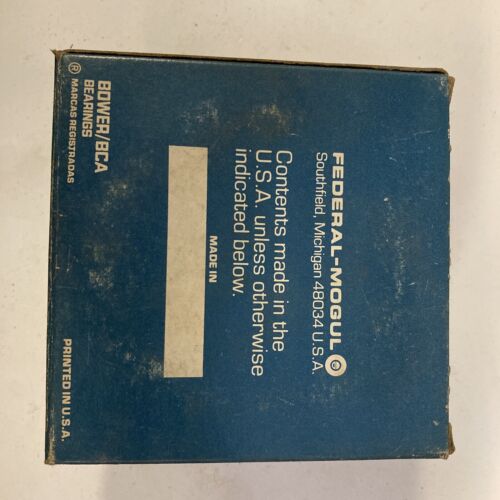 FEDERAL-MOGUL
Southfield, Michigan 48034 U.S.A.
Contents made in the
U.S.A. unless otherwise
indicated below.
MADE IN
BOWER/BCA
BEARINGS
® MARCAS REGISTRADAS
PRINTED IN U.S.A.